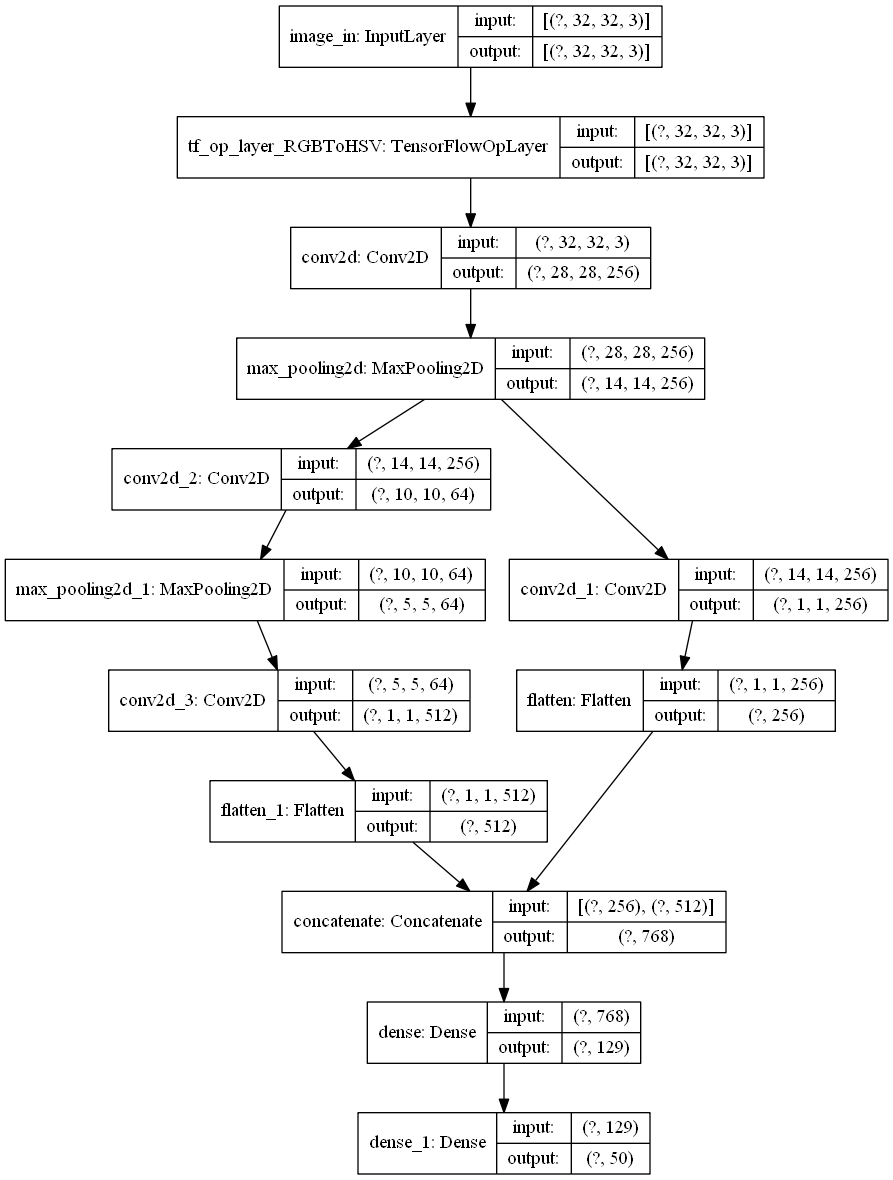 image_in: InputLayer
input:
[(?, 32, 32, 3)]
output:
[(?, 32, 32, 3)]
tf_op_layer_RGBToHSV: TensorFlowOpLayer
input:
[(?, 32, 32, 3)]
output:
[(?, 32, 32, 3)]
conv2d: Conv2D
input:
(?, 32, 32, 3)
output:
(?, 28, 28, 256)
max_pooling2d: MaxPooling2D
input:
(?, 28, 28, 256)
output:
(?, 14, 14, 256)
conv2d_2: Conv2D
input:
(?, 14, 14, 256)
output:
(?, 10, 10, 64)
max_pooling2d_1: MaxPooling2D
input:
(?, 10, 10, 64)
output:
(?, 5, 5, 64)
conv2d_1: Conv2D
input:
(?, 14, 14, 256)
output:
(?, 1, 1, 256)
conv2d_3: Conv2D
input:
(?, 5, 5, 64)
output:
(?, 1, 1, 512)
flatten: Flatten
input:
(?, 1, 1, 256)
output:
(?, 256)
flatten_1: Flatten
input:
(?, 1, 1, 512)
output:
(?, 512)
concatenate: Concatenate
input:
[(?, 256), (?, 512)]
output:
(?, 768)
dense: Dense
input:
(?, 768)
output:
(?, 129)
dense_1: Dense
input:
(?, 129)
output:
(?, 50)